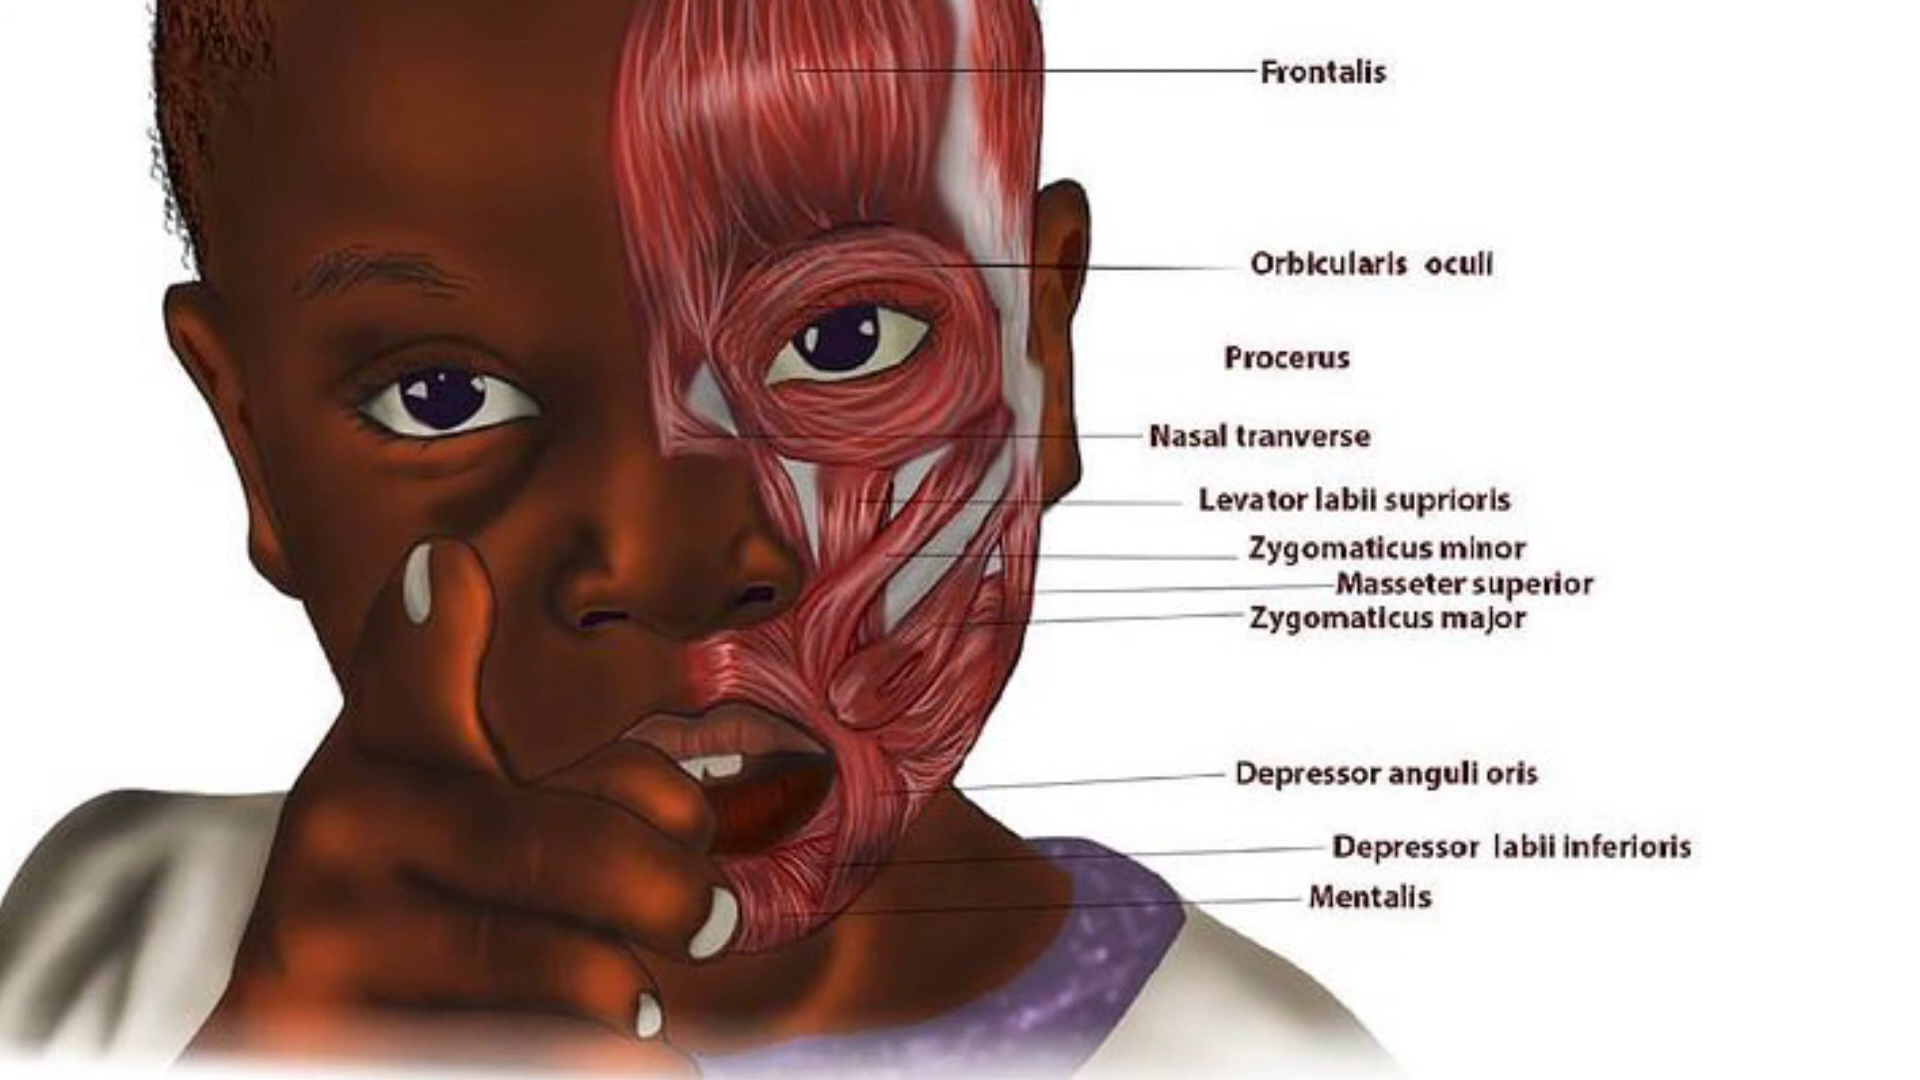 Frontalis
Orbicularis oculi
Procerus
Nasal tranverse
Levator labii suprioris
Zygomaticus minor
Masseter superior
Zygomaticus major
Depressor anguli oris
Depressor labii inferioris
Mentalis